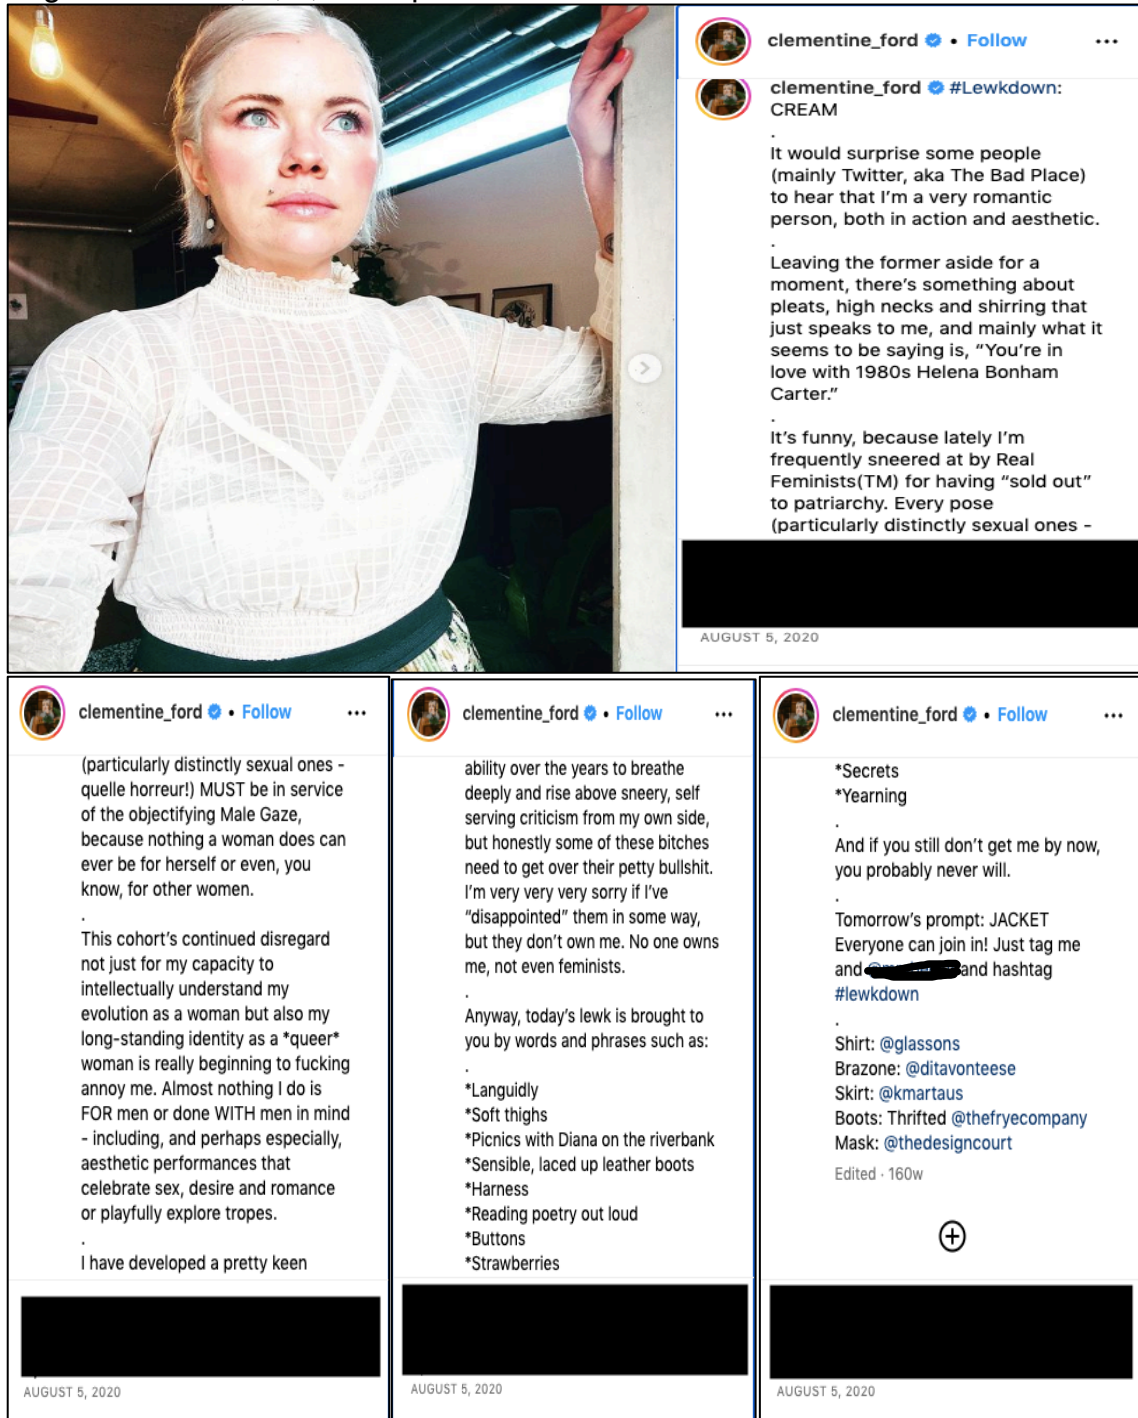 clementine_ford • Follow ...
clementine_ford #Lewkdown:
CREAM
.
It would surprise some people
(mainly Twitter, aka The Bad Place)
to hear that I'm a very romantic
person, both in action and aesthetic.
.
Leaving the former aside for a
moment, there's something about
pleats, high necks and shirring that
just speaks to me, and mainly what it
seems to be saying is, "You're in
love with 1980s Helena Bonham
Carter."
.
It's funny, because lately I'm
frequently sneered at by Real
Feminists(TM) for having "sold out"
to patriarchy. Every pose
(particularly distinctly sexual ones -
AUGUST 5, 2020
clementine_ford • Follow ...
(particularly distinctly sexual ones -
quelle horreur!) MUST be in service
of the objectifying Male Gaze,
because nothing a woman does can
ever be for herself or even, you
know, for other women.
.
This cohort's continued disregard
not just for my capacity to
intellectually understand my
evolution as a woman but also my
long-standing identity as a *queer*
woman is really beginning to fucking
annoy me. Almost nothing I do is
FOR men or done WITH men in mind
- including, and perhaps especially,
aesthetic performances that
celebrate sex, desire and romance
or playfully explore tropes.
.
I have developed a pretty keen
AUGUST 5, 2020
clementine_ford • Follow ...
ability over the years to breathe
deeply and rise above sneery, self
serving criticism from my own side,
but honestly some of these bitches
need to get over their petty bullshit.
I'm very very very sorry if I've
"disappointed" them in some way,
but they don't own me. No one owns
me, not even feminists.
.
Anyway, today's lewk is brought to
you by words and phrases such as:
.
*Languidly
*Soft thighs
*Picnics with Diana on the riverbank
*Sensible, laced up leather boots
*Harness
*Reading poetry out loud
*Buttons
*Strawberries
AUGUST 5, 2020
clementine_ford • Follow ...
*Secrets
*Yearning
.
And if you still don't get me by now,
you probably never will.
.
Tomorrow's prompt: JACKET
Everyone can join in! Just tag me
and and hashtag
#lewkdown
.
Shirt: @glassons
Brazone: @ditavonteese
Skirt: @kmartaus
Boots: Thrifted @thefryecompany
Mask: @thedesigncourt
Edited · 160w
AUGUST 5, 2020